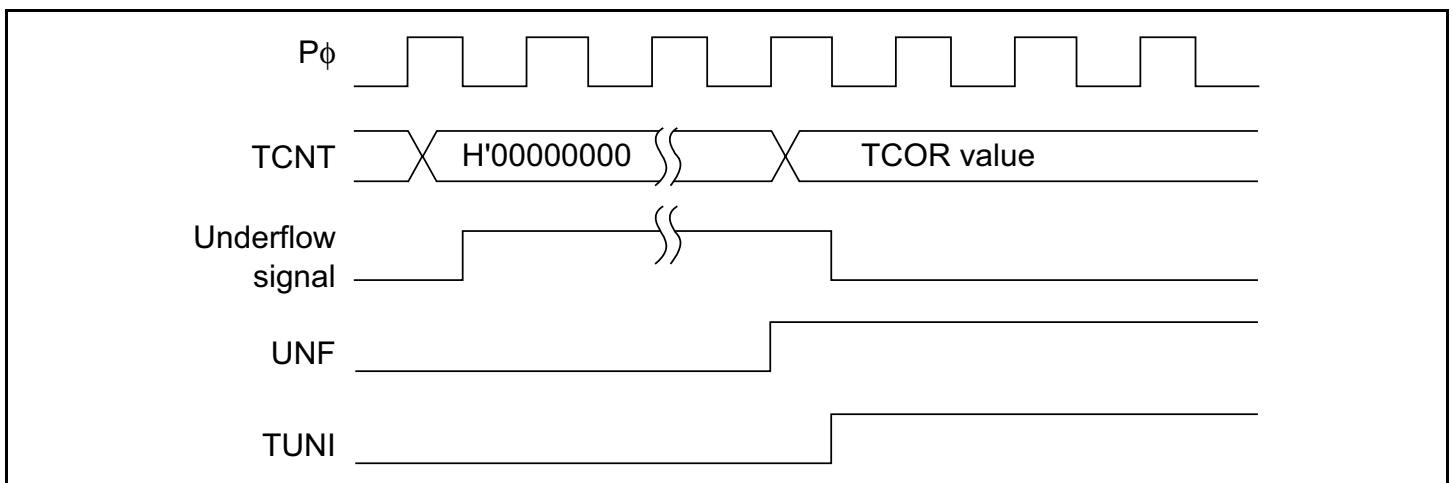 Pϕ
TCNT
H'00000000
TCOR value
Underflow
signal
UNF
TUNI